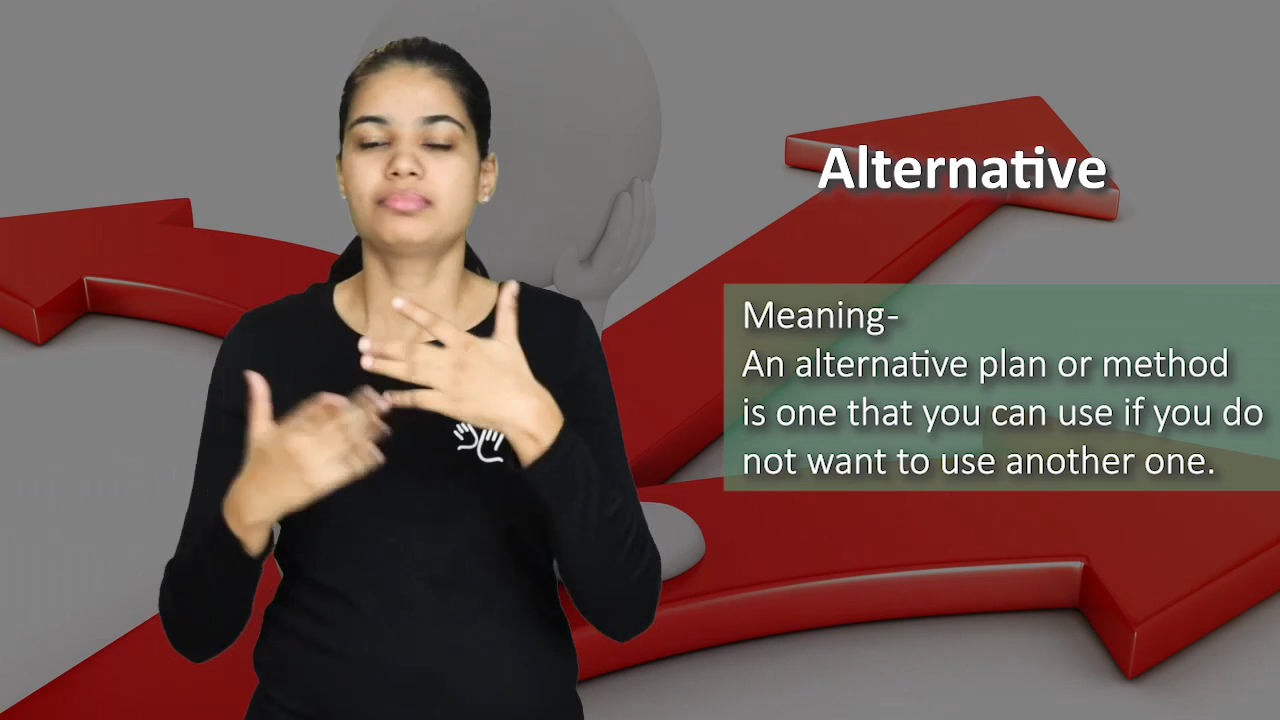 Alternative
Meaning-
An alternative plan or method
is one that you can use if you do
not want to use another one.